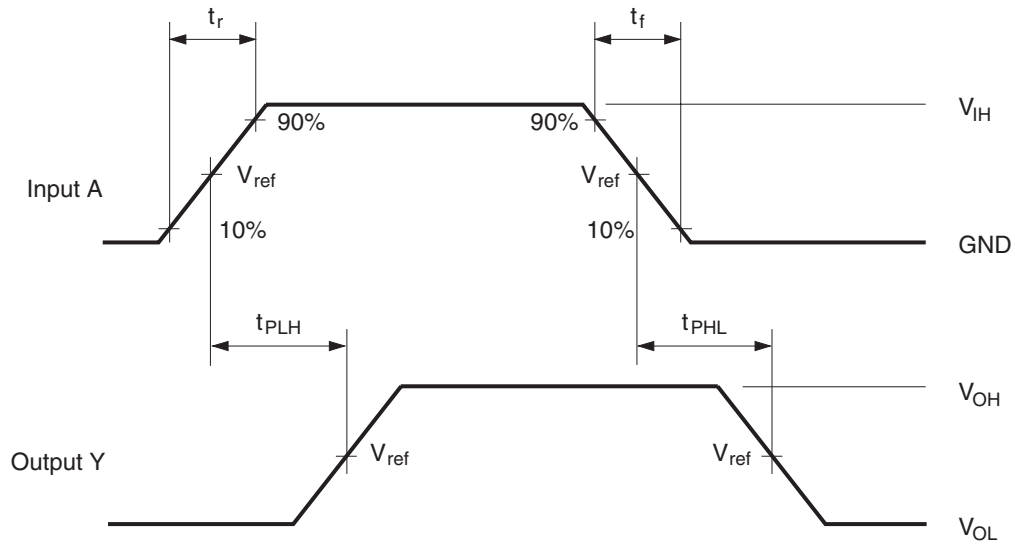 tr
tf
90%
90%
VIH
Vref
Vref
Input A
10%
10%
GND
tPLH
tPHL
VOH
Vref
Vref
Output Y
VOL